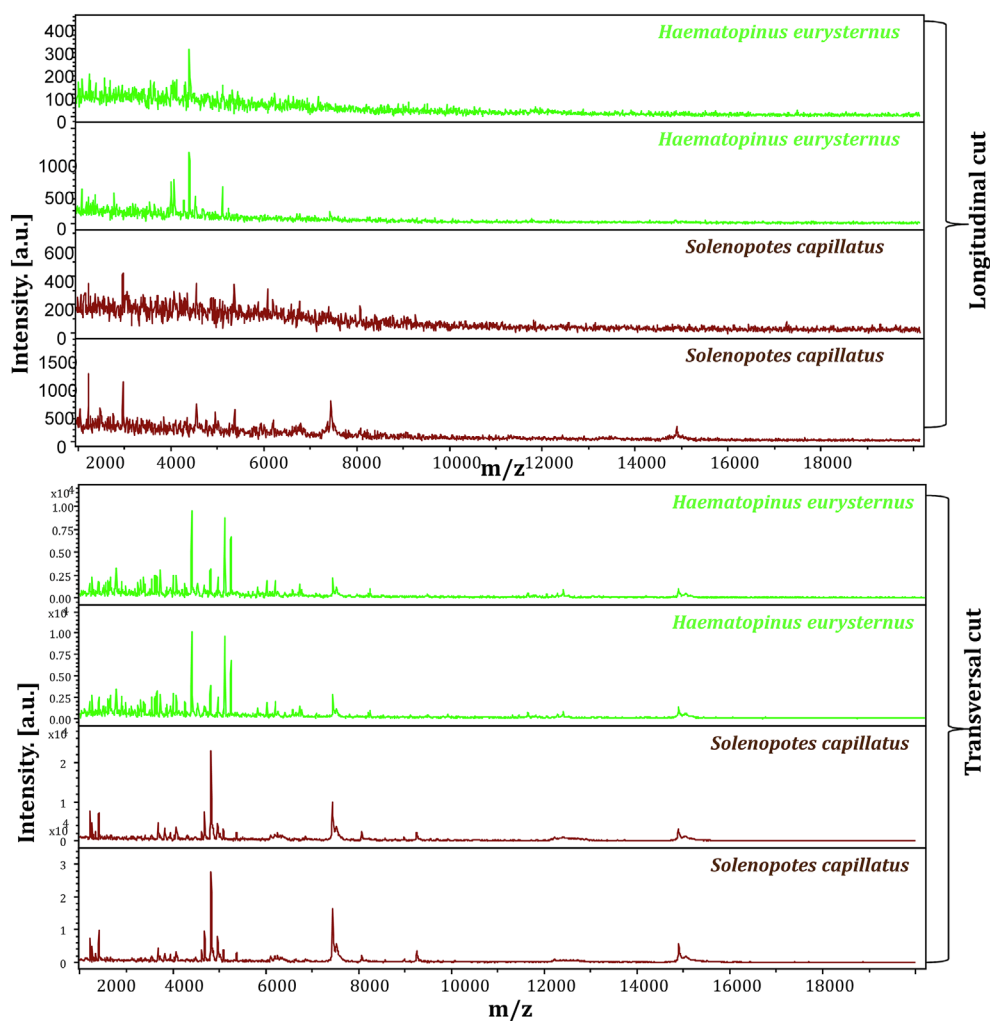 Haematopinus eurysternus
400
300
200
100
0
Haematopinus eurysternus
1000
500
0
Solenopotes capillatus
600
400
200
0
Solenopotes capillatus
1500
1000
500
0
Intensity. [a.u.]
Longitudinal cut
2000 4000 6000 8000 10000 12000 14000 16000 18000
m/z
x10⁴
Haematopinus eurysternus
1.00
0.75
0.50
0.25
0.00
x10⁴
Haematopinus eurysternus
1.00
0.75
0.50
0.25
0.00
x10⁴
Solenopotes capillatus
2
1
0
x10⁴
Solenopotes capillatus
3
2
1
0
Intensity. [a.u.]
Transversal cut
2000 4000 6000 8000 10000 12000 14000 16000 18000
m/z